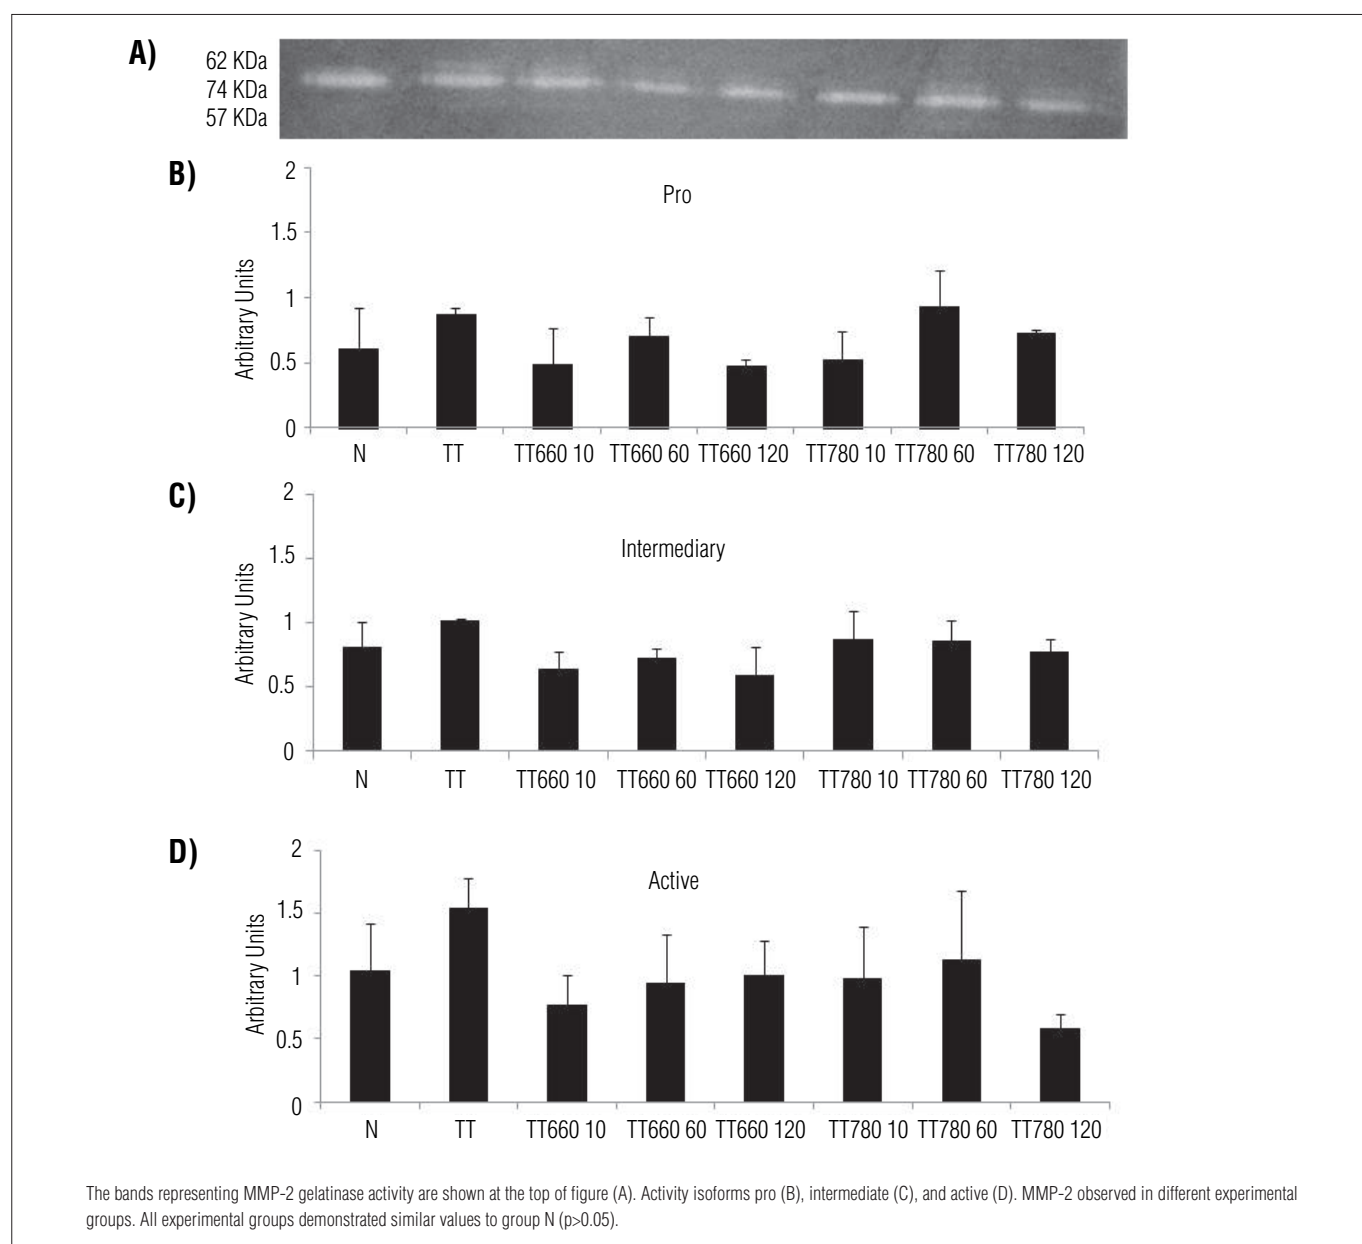 A)
62 KDa
74 KDa
57 KDa
B)
Pro
Arbitrary Units
2
1.5
1
0.5
0
N TT TT660 10 TT660 60 TT660 120 TT780 10 TT780 60 TT780 120
C)
Intermediary
Arbitrary Units
2
1.5
1
0.5
0
N TT TT660 10 TT660 60 TT660 120 TT780 10 TT780 60 TT780 120
D)
Active
Arbitrary Units
2
1.5
1
0.5
0
N TT TT660 10 TT660 60 TT660 120 TT780 10 TT780 60 TT780 120
The bands representing MMP-2 gelatinase activity are shown at the top of figure (A). Activity isoforms pro (B), intermediate (C), and active (D). MMP-2 observed in different experimental
groups. All experimental groups demonstrated similar values to group N (p>0.05).